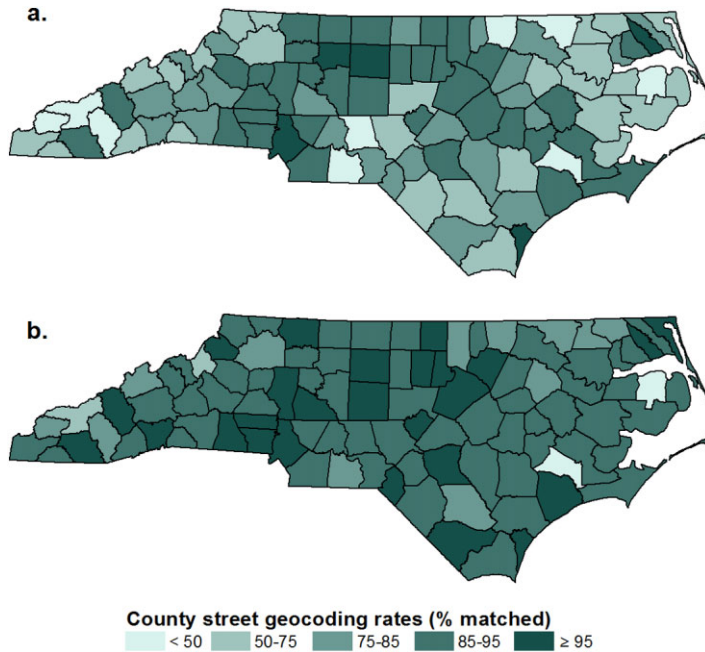 a.
b.
County street geocoding rates (% matched)
< 50 50-75 75-85 85-95 ≥ 95